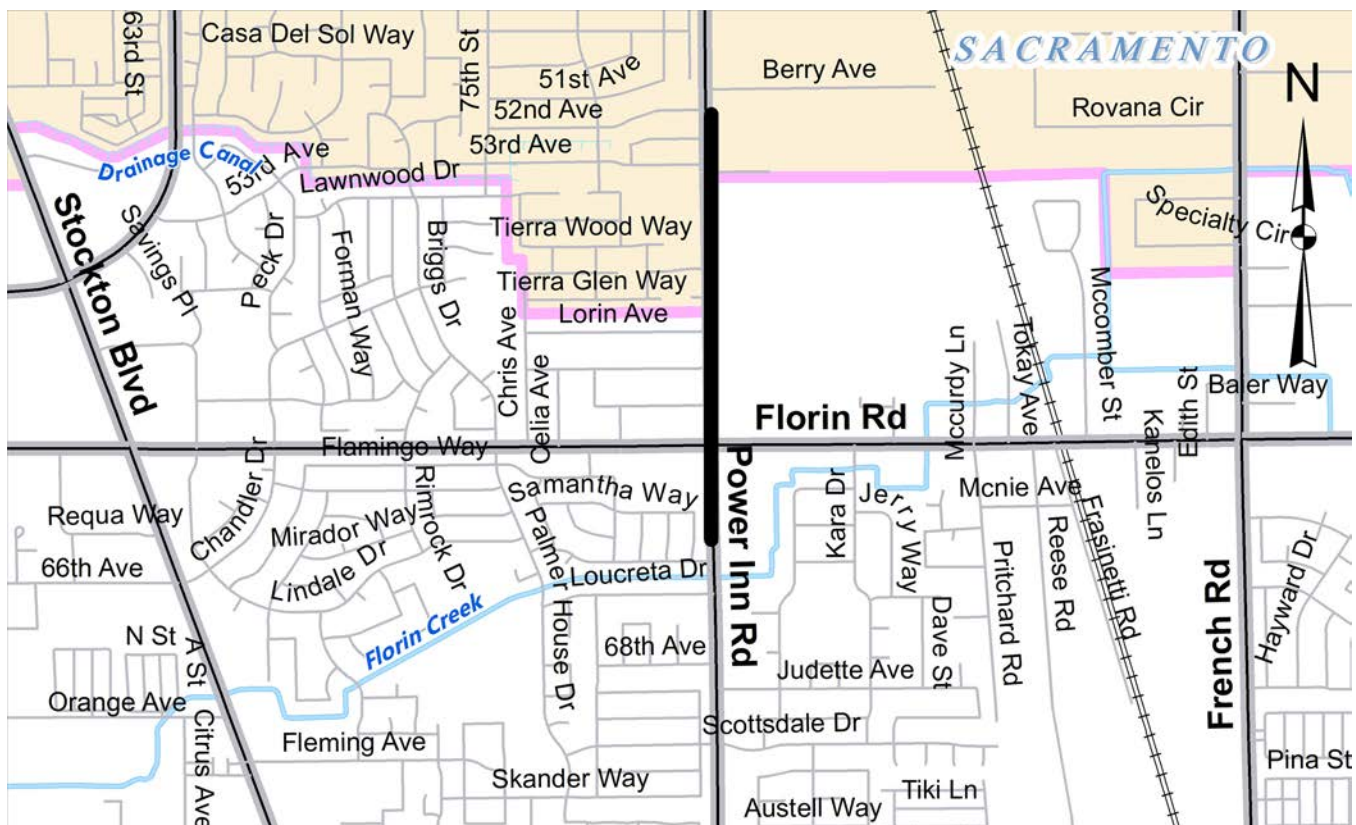 63rd St
Casa Del Sol Way
75th St
51st Ave
52nd Ave
53rd Ave
Berry Ave
SACRAMENTO
Rovana Cir
N
Drainage Canal
53rd Ave
Lawnwood Dr
Stockton Blvd
Savings Pl
Peck Dr
Forman Way
Briggs Dr
Tierra Wood Way
Tierra Glen Way
Lorin Ave
Chris Ave
Celia Ave
Specialty Cir
Mccomber St
Mccurdy Ln
Tokay Ave
Edith St
Baier Way
Kanelos Ln
Florin Rd
Flamingo Way
Chandler Dr
Requa Way
66th Ave
Mirador Way
Lindale Dr
Rimrock Dr
Samantha Way
S Palmer House Dr
Loucreta Dr
Power Inn Rd
Kara Dr
Jerry Way
Mcnie Ave
Pritchard Rd
Reese Rd
Frasinetti Rd
French Rd
Hayward Dr
Florin Creek
N St
A St
Orange Ave
Citrus Ave
Fleming Ave
68th Ave
Judette Ave
Dave St
Scottsdale Dr
Skander Way
Austell Way
Tiki Ln
Pina St